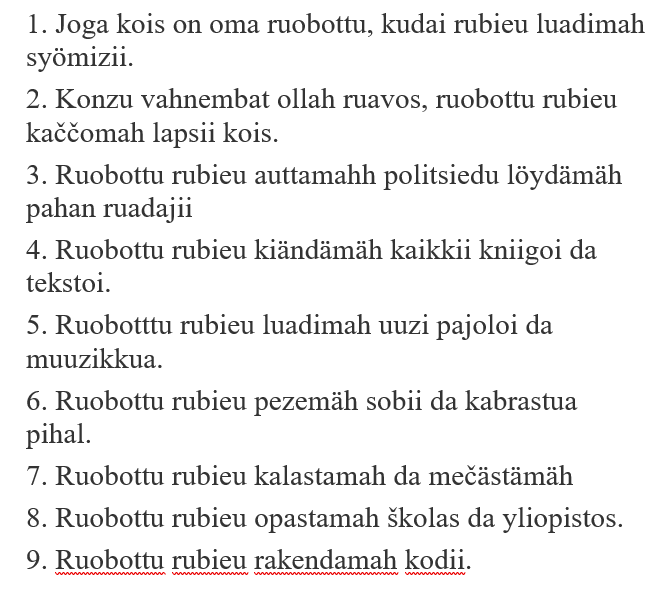 1. Joga kois on oma ruobottu, kudai rubieu luadimah
syömizii.
2. Konzu vahnembat ollah ruavos, ruobottu rubieu
kaččomah lapsii kois.
3. Ruobottu rubieu auttamahh politsiedu löydämäh
pahan ruadajii
4. Ruobottu rubieu kiändämäh kaikkii kniigoi da
tekstoi.
5. Ruobotttu rubieu luadimah uuzi pajoloi da
muuzikkua.
6. Ruobottu rubieu pezemäh sobii da kabrastua
pihal.
7. Ruobottu rubieu kalastamah da mečästämäh
8. Ruobottu rubieu opastamah školas da yliopistos.
9. Ruobottu rubieu rakendamah kodii.